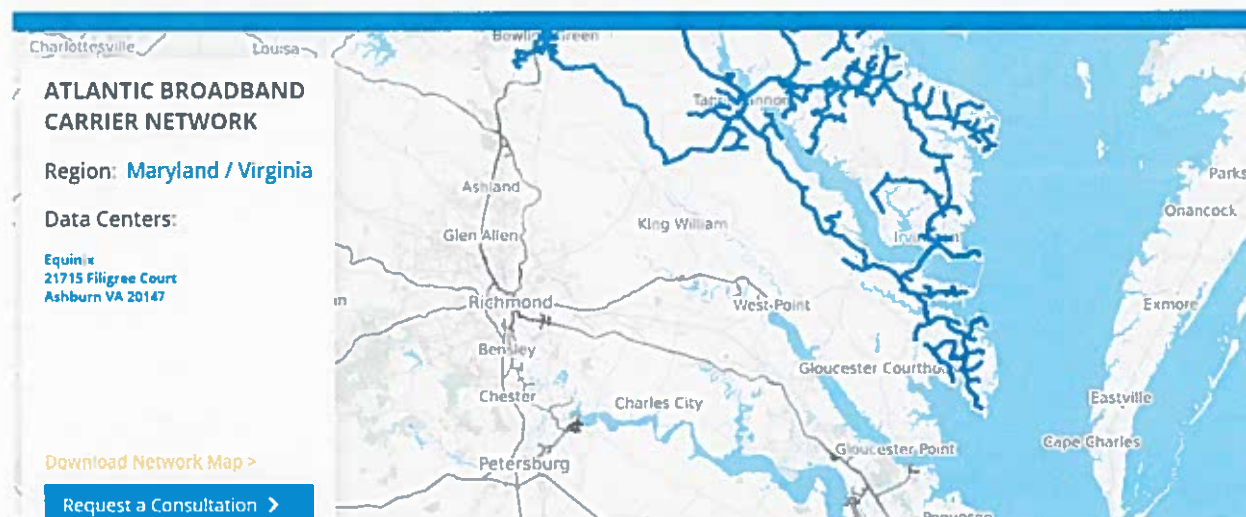 Charlottesville
Louisa
Bowling Green
ATLANTIC BROADBAND
CARRIER NETWORK
Region: Maryland / Virginia
Data Centers:
Equinix
21715 Filigree Court
Ashburn VA 20147
Download Network Map >
Request a Consultation >
Ashland
Glen Allen
King William
Richmond
West-Point
Bensley
Chester
Charles City
Petersburg
Gloucester
Gloucester Point
Irvington
Parks
Onancock
Exmore
Eastville
Cape Charles